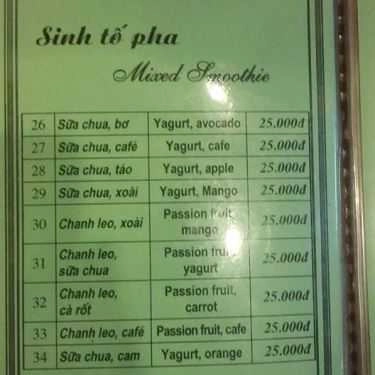 Sinh tố pha
Mixed Smoothie
26 Sữa chua, bơ Yagurt, avocado 25.000đ
27 Sữa chua, café Yagurt, cafe 25.000đ
28 Sữa chua, táo Yagurt, apple 25.000đ
29 Sữa chua, xoài Yagurt, Mango 25.000đ
30 Chanh leo, xoài Passion fruit, 25.000đ
mango
31 Chanh leo, Passion fruit, 25.000đ
sữa chua yagurt
32 Chanh leo, Passion fruit, 25.000đ
cà rốt carrot
33 Chanh leo, café Passion fruit, cafe 25.000đ
34 Sữa chua, cam Yagurt, orange 25.000đ